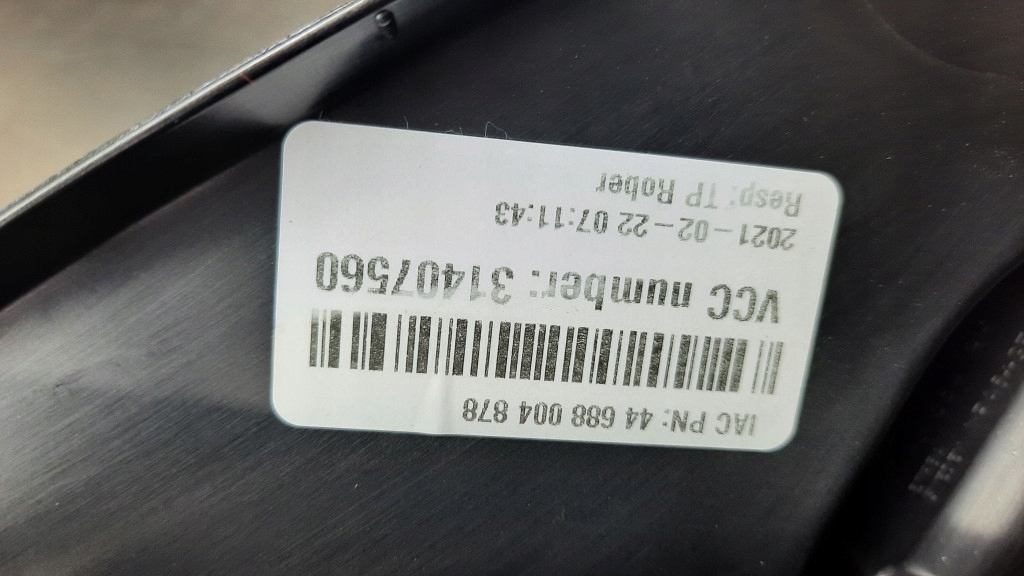 IAC PN: 44 688 004 878
VCC number: 31407560
2021-02-22 07:11:43
Resp: TP Rober